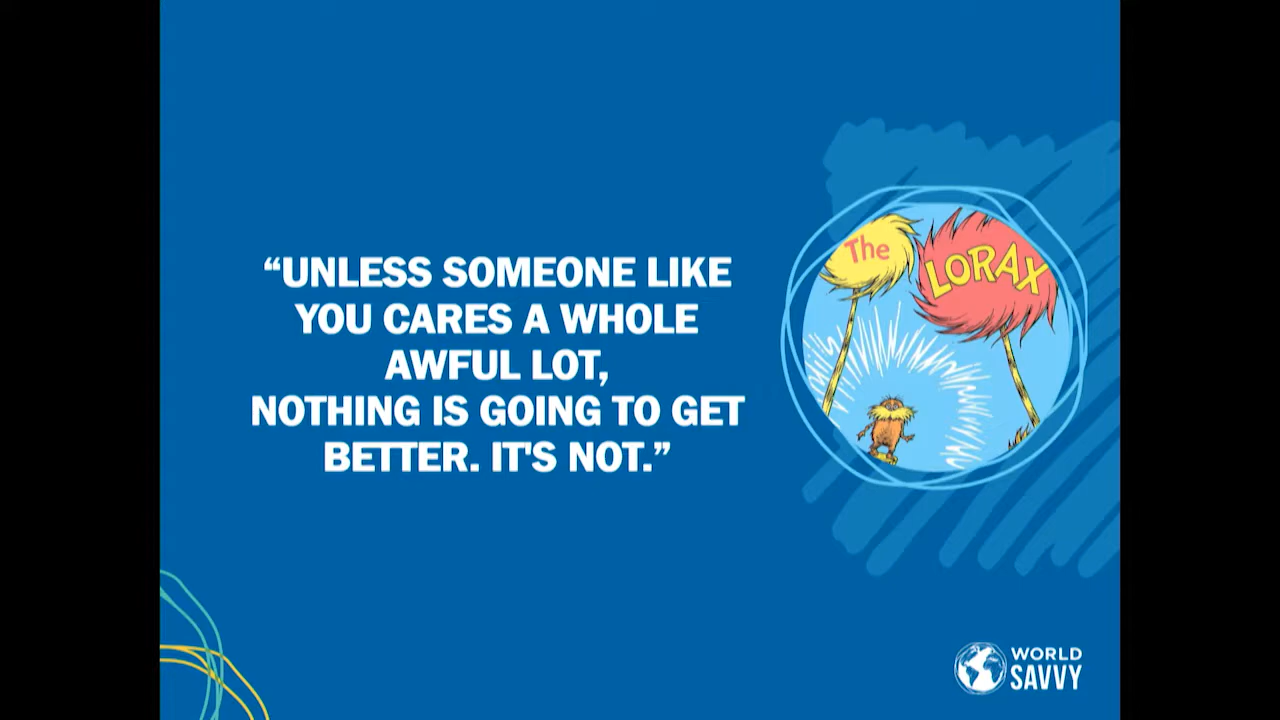 “UNLESS SOMEONE LIKE
YOU CARES A WHOLE
AWFUL LOT,
NOTHING IS GOING TO GET
BETTER. IT'S NOT.”
The
LORAX
WORLD
SAVVY